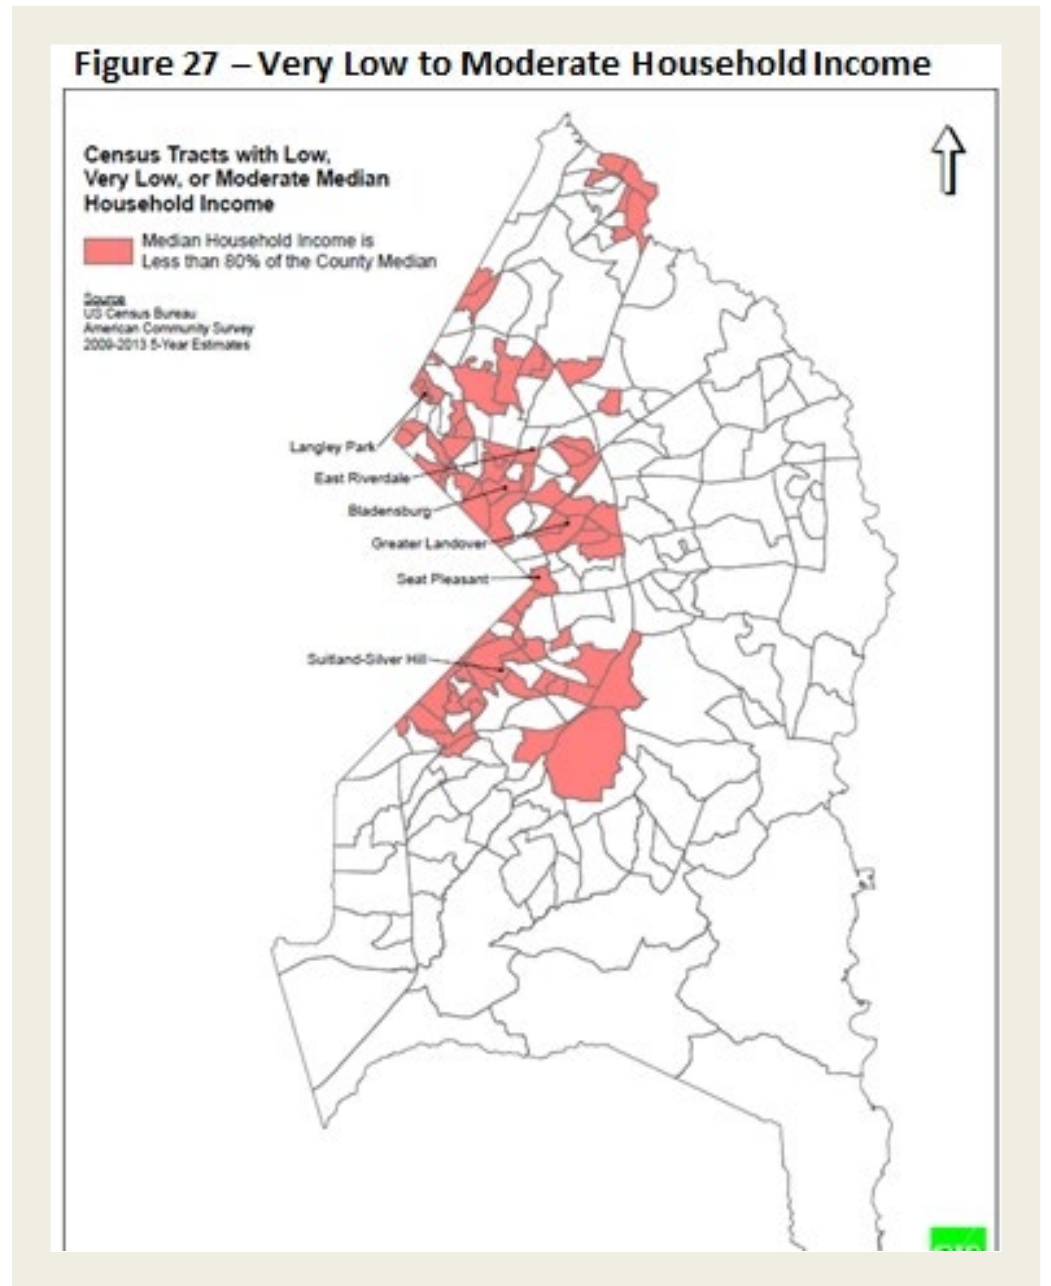 Figure 27 – Very Low to Moderate Household Income
Census Tracts with Low,
Very Low, or Moderate Median
Household Income
Median Household Income is
Less than 80% of the County Median
Source
US Census Bureau
American Community Survey
2009-2013 5-Year Estimates
Langley Park
East Riverdale
Bladensburg
Greater Landover
Seat Pleasant
Suitland-Silver Hill